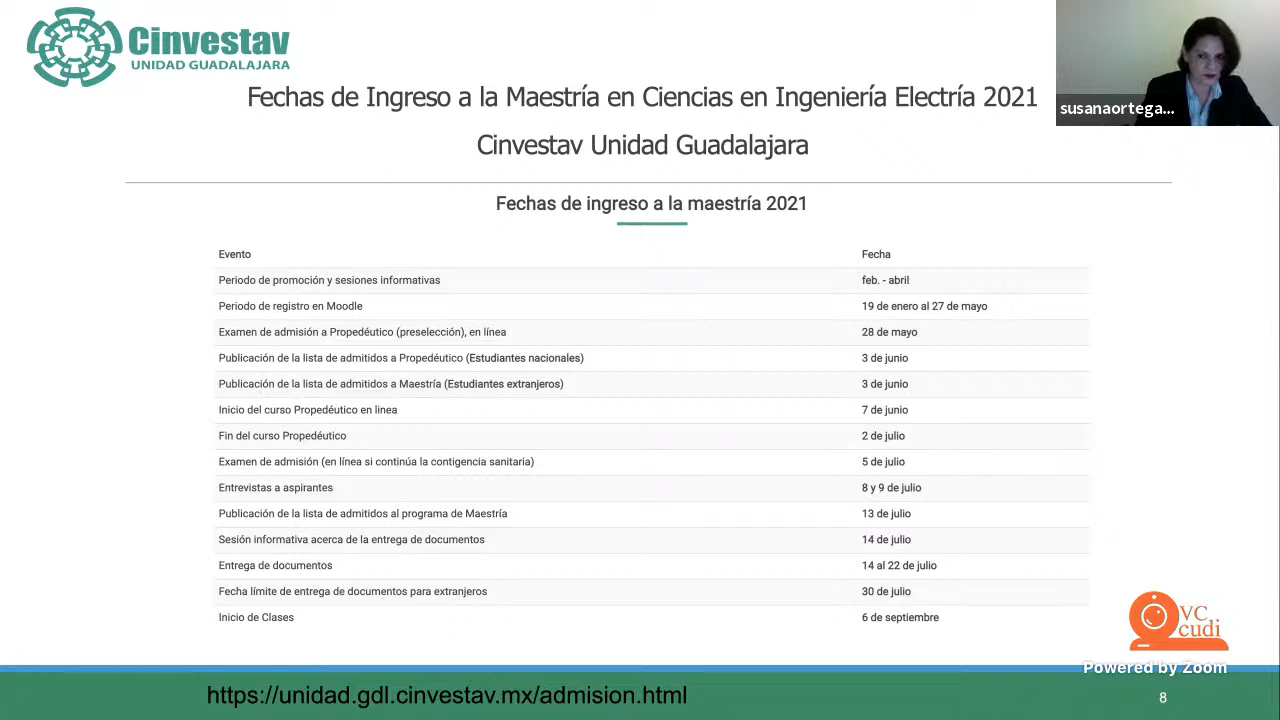 Cinvestav
UNIDAD GUADALAJARA
susanaortega...
Fechas de Ingreso a la Maestría en Ciencias en Ingeniería Electría 2021
Cinvestav Unidad Guadalajara
Fechas de ingreso a la maestría 2021
Evento Fecha
Periodo de promoción y sesiones informativas feb. - abril
Periodo de registro en Moodle 19 de enero al 27 de mayo
Examen de admisión a Propedéutico (preselección), en línea 28 de mayo
Publicación de la lista de admitidos a Propedéutico (Estudiantes nacionales) 3 de junio
Publicación de la lista de admitidos a Maestría (Estudiantes extranjeros) 3 de junio
Inicio del curso Propedéutico en linea 7 de junio
Fin del curso Propedéutico 2 de julio
Examen de admisión (en línea si continúa la contigencia sanitaria) 5 de julio
Entrevistas a aspirantes 8 y 9 de julio
Publicación de la lista de admitidos al programa de Maestría 13 de julio
Sesión informativa acerca de la entrega de documentos 14 de julio
Entrega de documentos 14 al 22 de julio
Fecha límite de entrega de documentos para extranjeros 30 de julio
Inicio de Clases 6 de septiembre
VC
cudi
Powered by Zoom
https://unidad.gdl.cinvestav.mx/admision.html
8